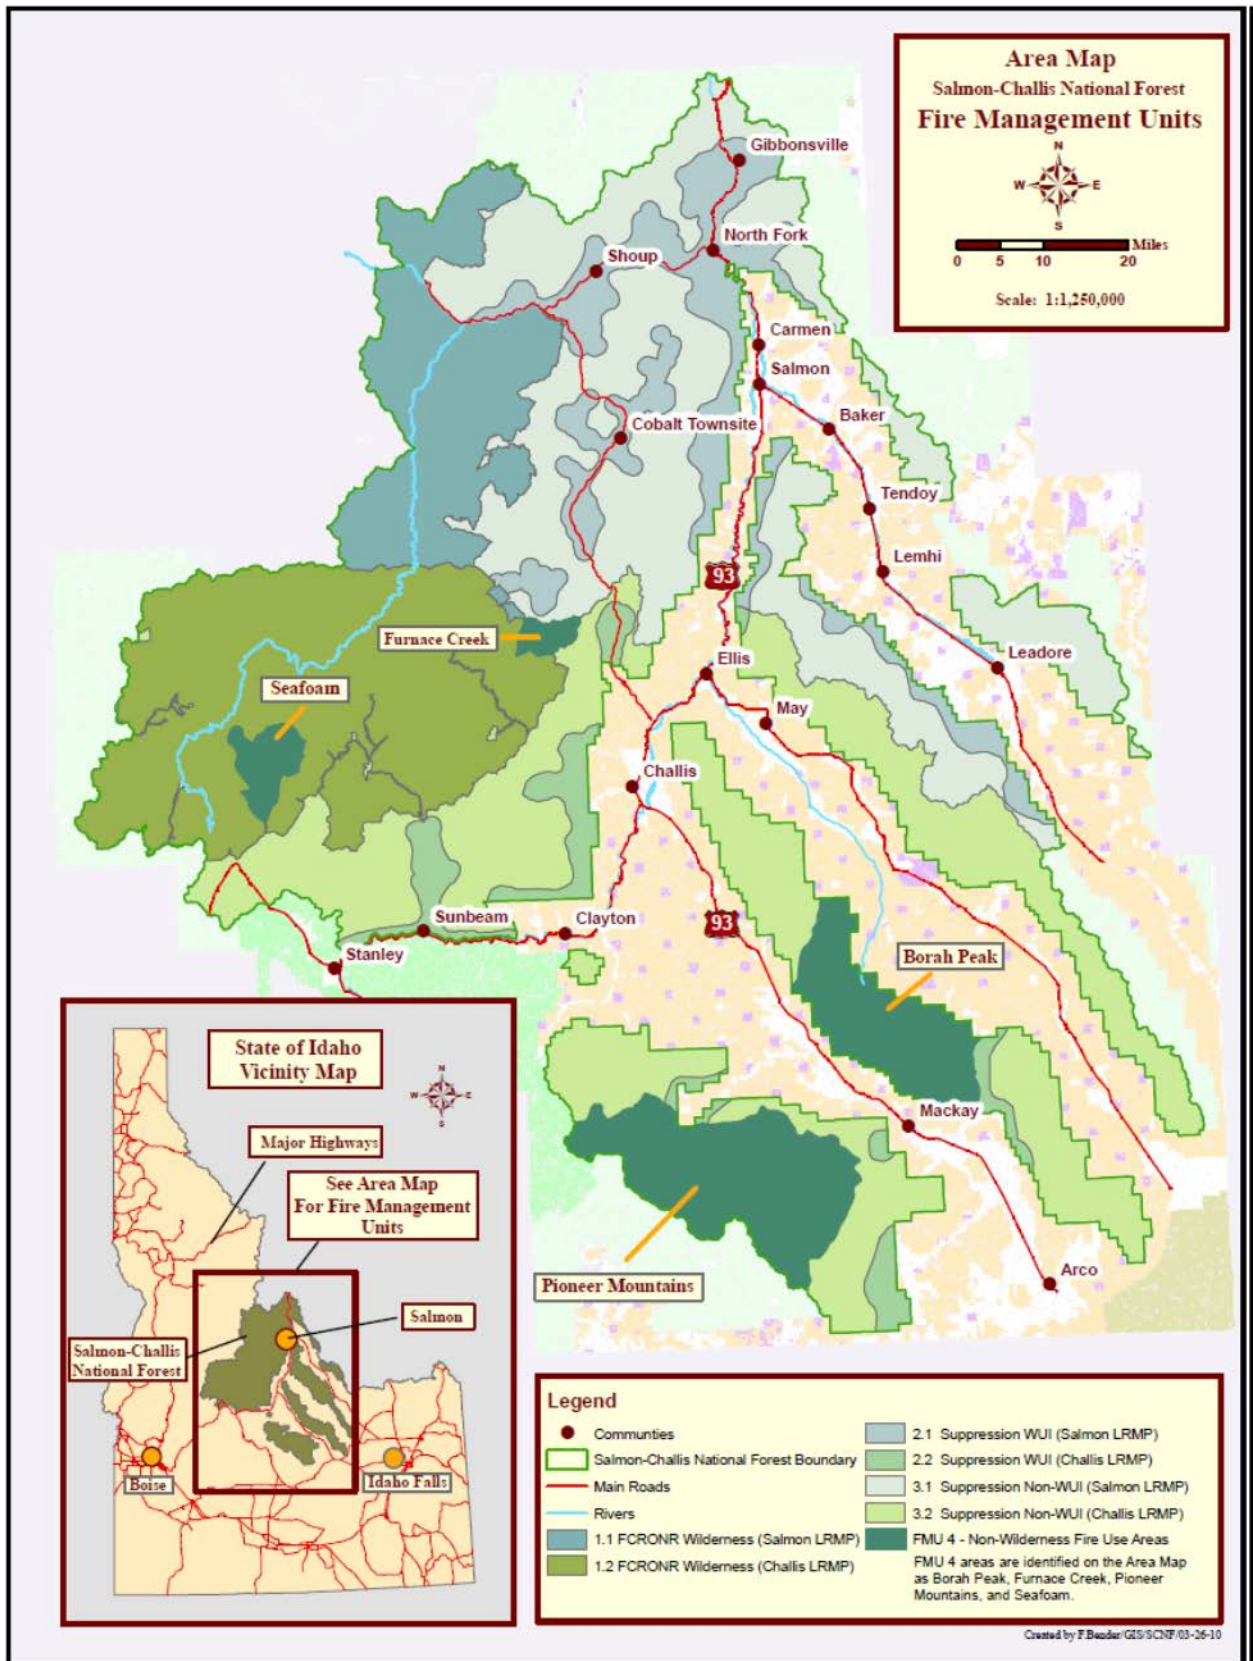 Area Map
Salmon-Challis National Forest
Fire Management Units
N
W E
S
Miles
0 5 10 20
Scale: 1:1,250,000
Gibbonsville
North Fork
Shoup
Carmen
Salmon
Baker
Cobalt Townsite
Tendoy
Lemhi
93
Furnace Creek
Ellis
Leadore
Seafoam
May
Challis
Sunbeam
Clayton
93
Stanley
Borah Peak
Mackay
Pioneer Mountains
Arco
State of Idaho
Vicinity Map
N
W E
S
Major Highways
See Area Map
For Fire Management
Units
Salmon
Salmon-Challis
National Forest
Boise
Idaho Falls
Legend
Communties
Salmon-Challis National Forest Boundary
Main Roads
Rivers
1.1 FCRONR Wilderness (Salmon LRMP)
1.2 FCRONR Wilderness (Challis LRMP)
2.1 Suppression WUI (Salmon LRMP)
2.2 Suppression WUI (Challis LRMP)
3.1 Suppression Non-WUI (Salmon LRMP)
3.2 Suppression Non-WUI (Challis LRMP)
FMU 4 - Non-Wilderness Fire Use Areas
FMU 4 areas are identified on the Area Map
as Borah Peak, Furnace Creek, Pioneer
Mountains, and Seafoam.
Created by F.Bender/GIS/SCNF/03-26-10